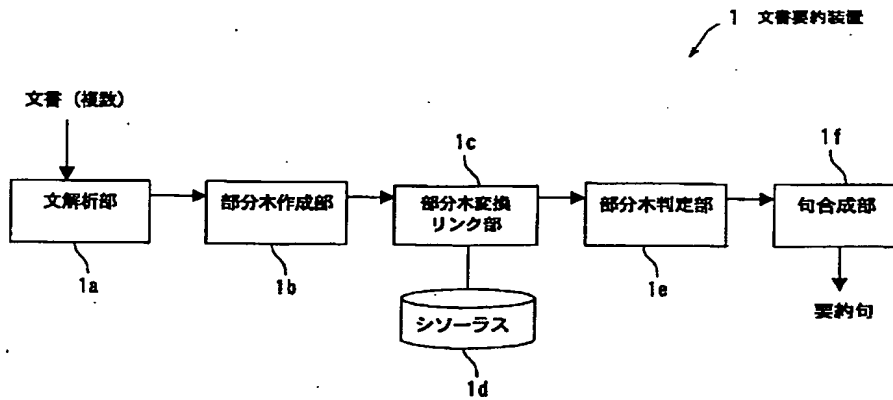 1 文書要約装置
文書（複数）
1c
1f
文解析部
部分木作成部
部分木変換
リンク部
部分木判定部
句合成部
1a
1b
1e
シソーラス
要約句
1d